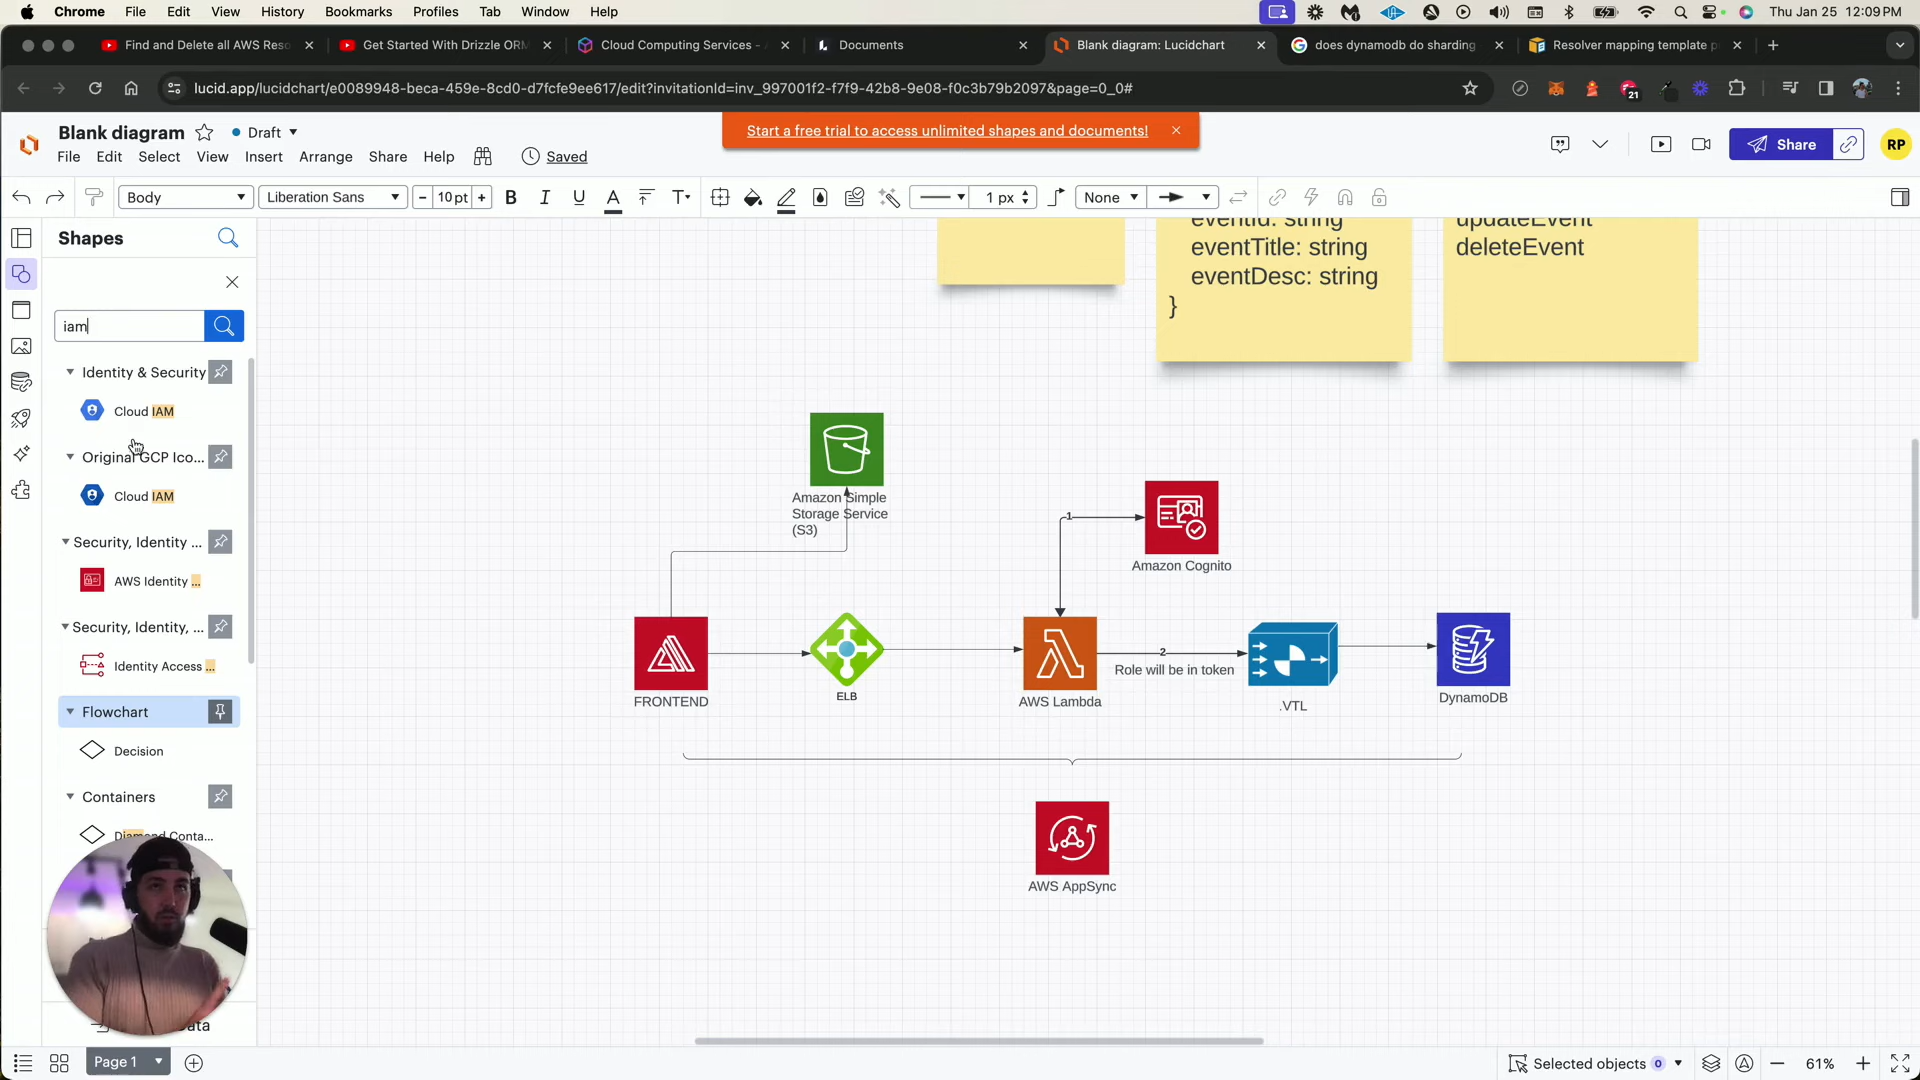 Chrome File Edit View History Bookmarks Profiles Tab Window Help Thu Jan 25 12:09 PM
Find and Delete all AWS Reso
Get Started With Drizzle ORM
Cloud Computing Services - A
Documents
Blank diagram: Lucidchart
does dynamodb do sharding
Resolver mapping template p
lucid.app/lucidchart/e0089948-beca-459e-8cd0-d7fcfe9ee617/edit?invitationId=inv_997001f2-f7f9-42b8-9e08-f0c3b79b2097&page=0_0#
21
Blank diagram Draft
Start a free trial to access unlimited shapes and documents!
File Edit Select View Insert Arrange Share Help Saved
Share
RP
Body Liberation Sans 10 pt B I U A T 1 px None
Shapes
iam
Identity & Security
Cloud IAM
Original GCP Ico...
Cloud IAM
Security, Identity ...
AWS Identity ...
Security, Identity, ...
Identity Access ...
Flowchart
Decision
Containers
Diamond Conta...
eventId: string
eventTitle: string
eventDesc: string
}
updateEvent
deleteEvent
Amazon Simple
Storage Service
(S3)
1
Amazon Cognito
FRONTEND
ELB
AWS Lambda
2
Role will be in token
.VTL
DynamoDB
AWS AppSync
Page 1
Selected objects 0
61%